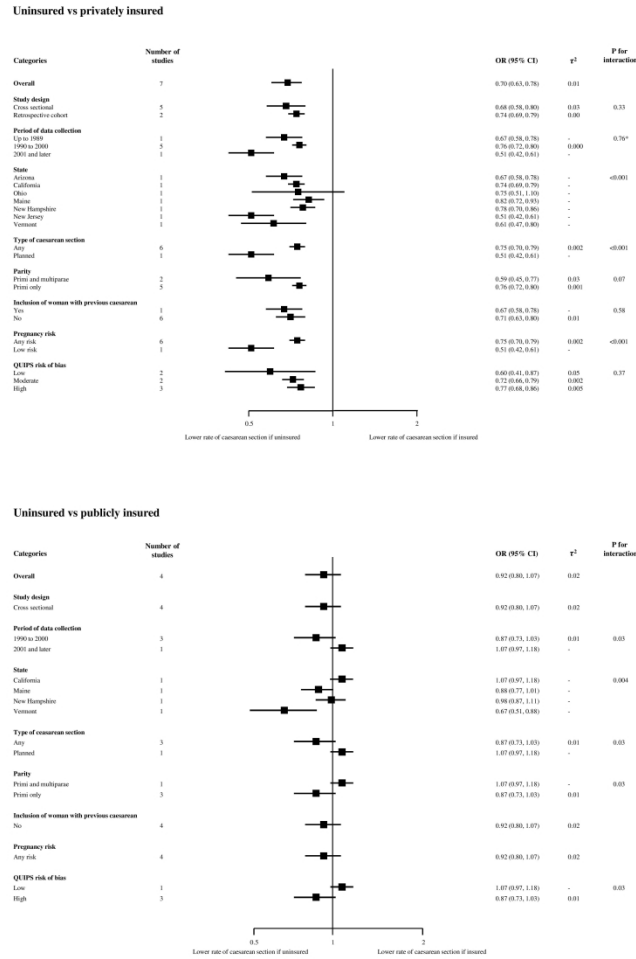 Uninsured vs privately insured
Categories Number of studies OR (95% CI) τ² P for interaction
Overall 7 0.70 (0.63, 0.78) 0.01
Study design
Cross sectional 5 0.68 (0.58, 0.80) 0.03 0.33
Retrospective cohort 2 0.74 (0.69, 0.79) 0.00
Period of data collection
Up to 1989 1 0.67 (0.58, 0.78) - 0.76*
1990 to 2000 5 0.76 (0.72, 0.80) 0.000
2001 and later 1 0.51 (0.42, 0.61) -
State
Arizona 1 0.67 (0.58, 0.78) - <0.001
California 1 0.74 (0.69, 0.79) -
Ohio 1 0.75 (0.51, 1.10) -
Maine 1 0.82 (0.72, 0.93) -
New Hampshire 1 0.78 (0.70, 0.86) -
New Jersey 1 0.51 (0.42, 0.61) -
Vermont 1 0.61 (0.47, 0.80) -
Type of caesarean section
Any 6 0.75 (0.70, 0.79) 0.002 <0.001
Planned 1 0.51 (0.42, 0.61) -
Parity
Primi and multiparae 2 0.59 (0.45, 0.77) 0.03 0.07
Primi only 5 0.76 (0.72, 0.80) 0.001
Inclusion of woman with previous caesarean
Yes 1 0.67 (0.58, 0.78) - 0.58
No 6 0.71 (0.63, 0.80) 0.01
Pregnancy risk
Any risk 6 0.75 (0.70, 0.79) 0.002 <0.001
Low risk 1 0.51 (0.42, 0.61) -
QUIPS risk of bias
Low 2 0.60 (0.41, 0.87) 0.05 0.37
Moderate 2 0.72 (0.66, 0.79) 0.002
High 3 0.77 (0.68, 0.86) 0.005
0.5 1 2
Lower rate of caesarean section if uninsured Lower rate of caesarean section if insured
Uninsured vs publicly insured
Categories Number of studies OR (95% CI) τ² P for interaction
Overall 4 0.92 (0.80, 1.07) 0.02
Study design
Cross sectional 4 0.92 (0.80, 1.07) 0.02
Period of data collection
1990 to 2000 3 0.87 (0.73, 1.03) 0.01 0.03
2001 and later 1 1.07 (0.97, 1.18) -
State
California 1 1.07 (0.97, 1.18) - 0.004
Maine 1 0.88 (0.77, 1.01) -
New Hampshire 1 0.98 (0.87, 1.11) -
Vermont 1 0.67 (0.51, 0.88) -
Type of ceasarean section
Any 3 0.87 (0.73, 1.03) 0.01 0.03
Planned 1 1.07 (0.97, 1.18) -
Parity
Primi and multiparae 1 1.07 (0.97, 1.18) - 0.03
Primi only 3 0.87 (0.73, 1.03) 0.01
Inclusion of woman with previous caesarean
No 4 0.92 (0.80, 1.07) 0.02
Pregnancy risk
Any risk 4 0.92 (0.80, 1.07) 0.02
QUIPS risk of bias
Low 1 1.07 (0.97, 1.18) - 0.03
High 3 0.87 (0.73, 1.03) 0.01
0.5 1 2
Lower rate of caesarean section if uninsured Lower rate of caesarean section if insured